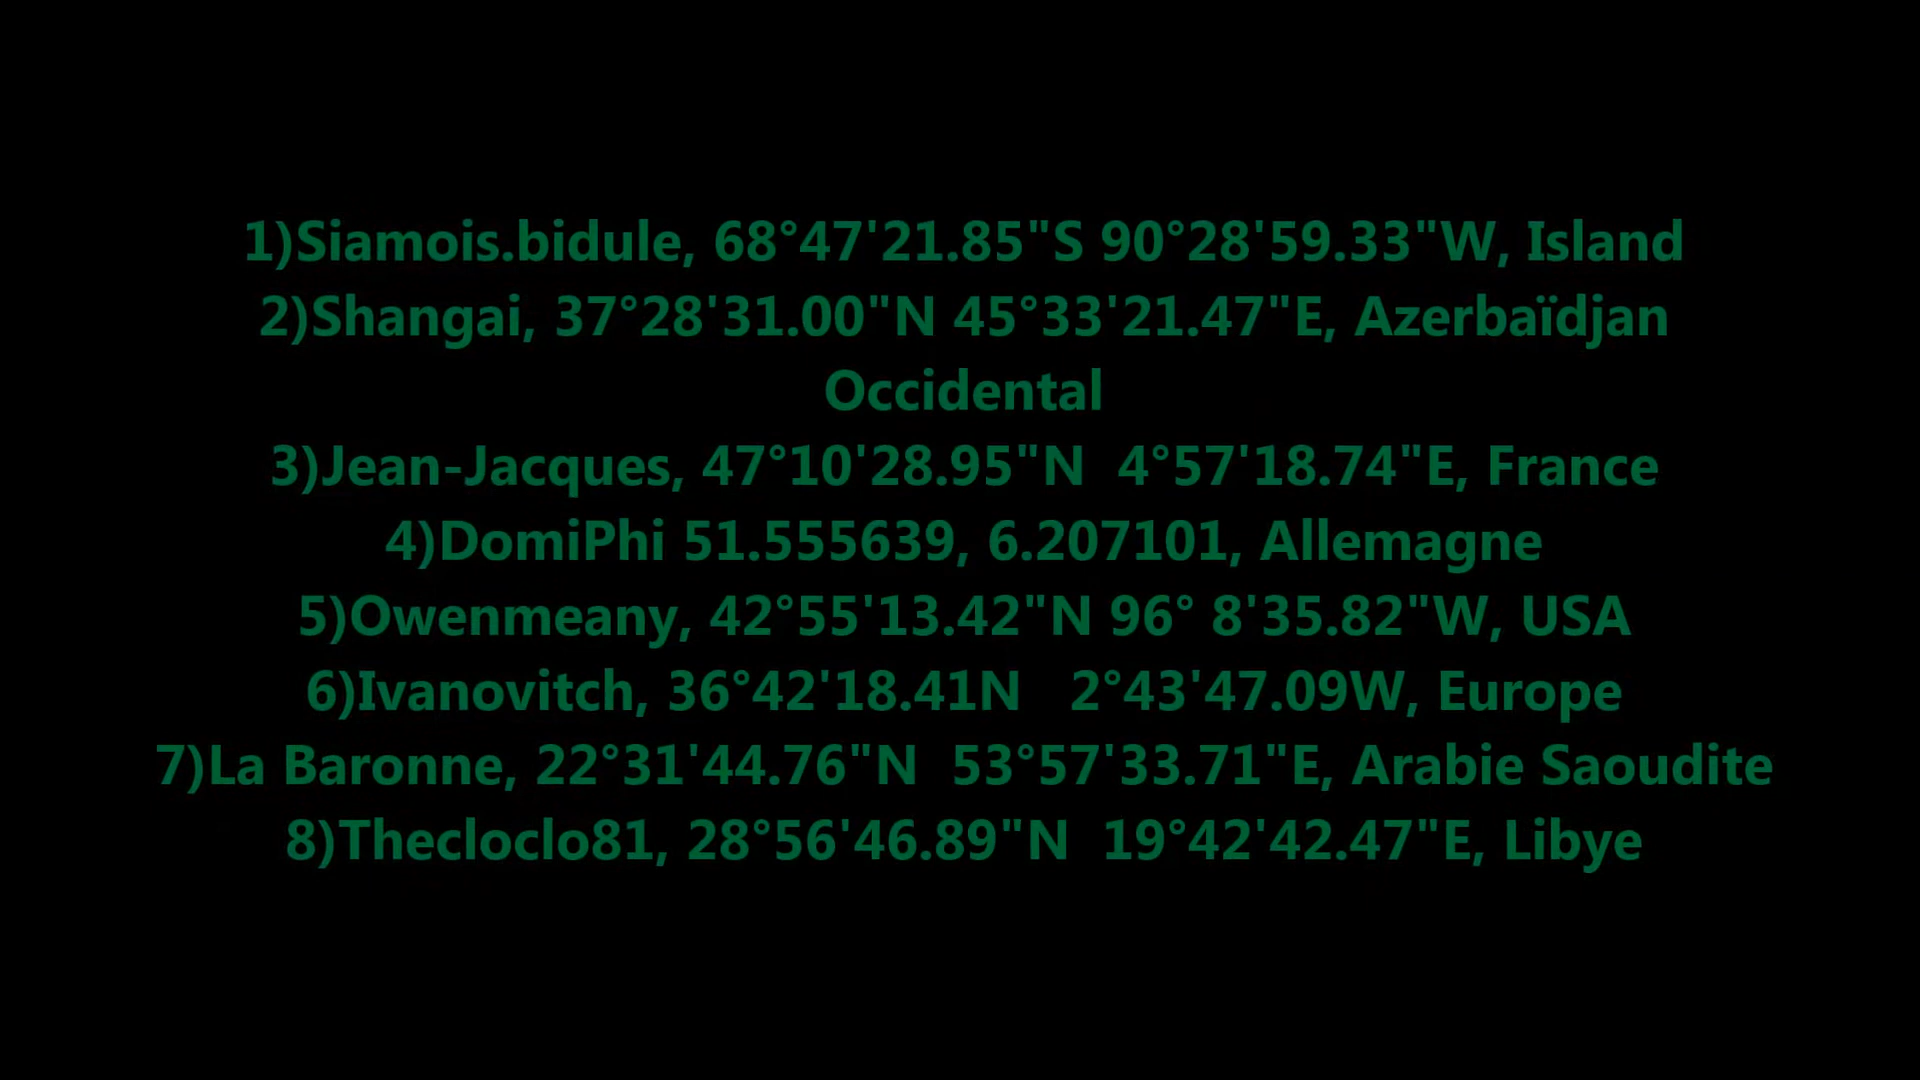 1)Siamois.bidule, 68°47'21.85"S 90°28'59.33"W, Island
2)Shangai, 37°28'31.00"N 45°33'21.47"E, Azerbaïdjan
Occidental
3)Jean-Jacques, 47°10'28.95"N  4°57'18.74"E, France
4)DomiPhi 51.555639, 6.207101, Allemagne
5)Owenmeany, 42°55'13.42"N 96° 8'35.82"W, USA
6)Ivanovitch, 36°42'18.41N   2°43'47.09W, Europe
7)La Baronne, 22°31'44.76"N  53°57'33.71"E, Arabie Saoudite
8)Thecloclo81, 28°56'46.89"N  19°42'42.47"E, Libye